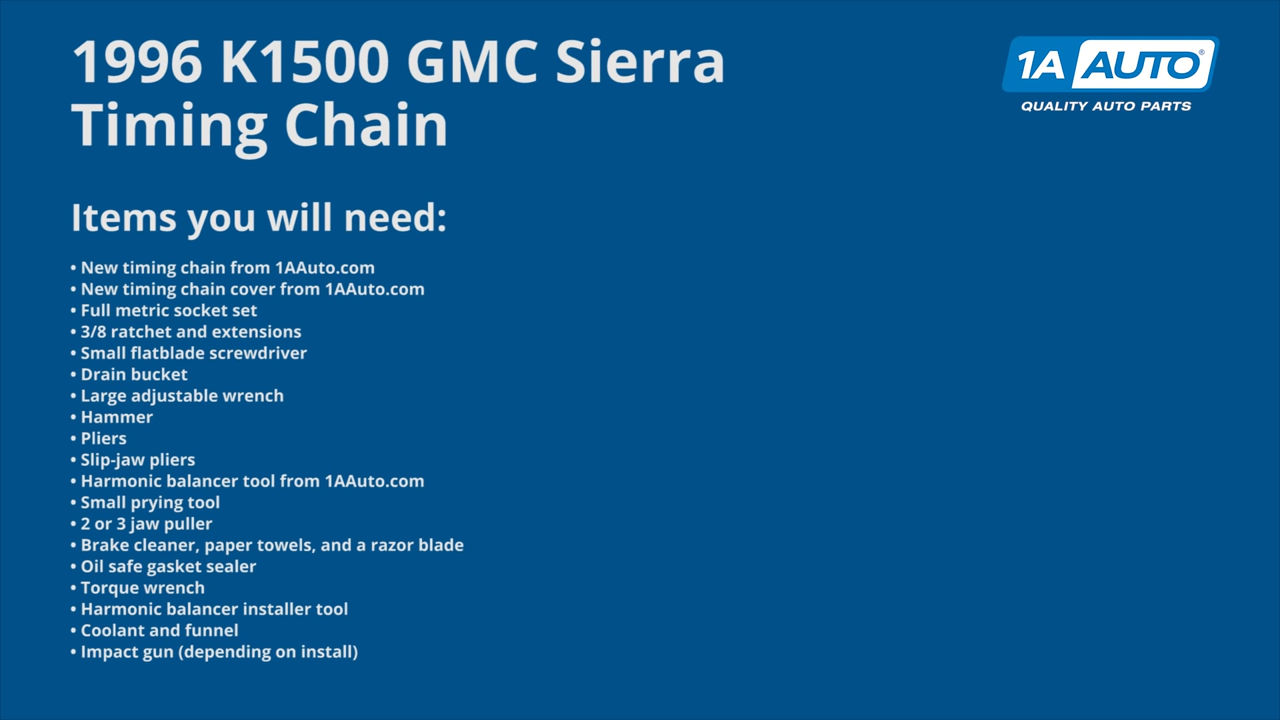 1996 K1500 GMC Sierra
Timing Chain
1A AUTO®
QUALITY AUTO PARTS
Items you will need:
• New timing chain from 1AAuto.com
• New timing chain cover from 1AAuto.com
• Full metric socket set
• 3/8 ratchet and extensions
• Small flatblade screwdriver
• Drain bucket
• Large adjustable wrench
• Hammer
• Pliers
• Slip-jaw pliers
• Harmonic balancer tool from 1AAuto.com
• Small prying tool
• 2 or 3 jaw puller
• Brake cleaner, paper towels, and a razor blade
• Oil safe gasket sealer
• Torque wrench
• Harmonic balancer installer tool
• Coolant and funnel
• Impact gun (depending on install)